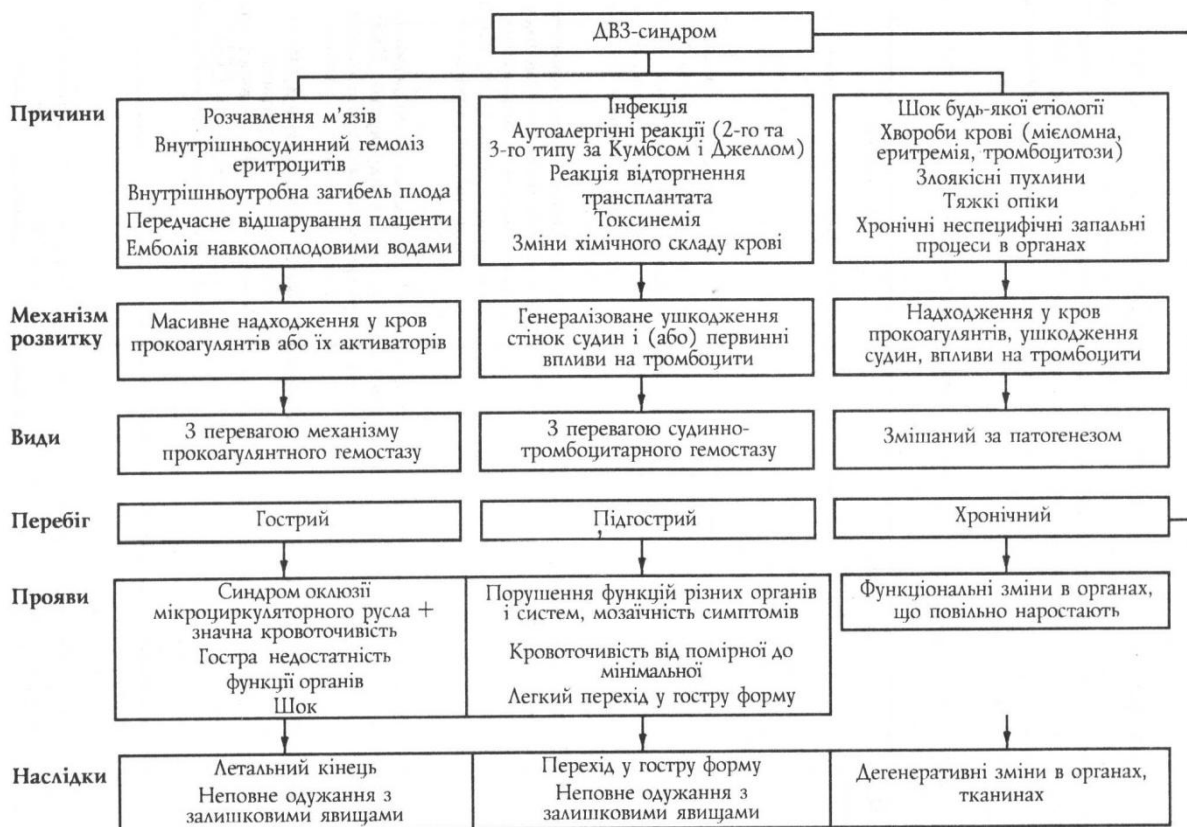 ДВЗ-синдром
Причини
Розчавлення м'язів
Внутрішньосудинний гемоліз
еритроцитів
Внутрішньоутробна загибель плода
Передчасне відшарування плаценти
Емболія навколоплодовими водами
Інфекція
Аутоалергічні реакції (2-го та
3-го типу за Кумбсом і Джеллом)
Реакція відторгнення
трансплантата
Токсинемія
Зміни хімічного складу крові
Шок будь-якої етіології
Хвороби крові (мієломна,
еритремія, тромбоцитози)
Злоякісні пухлини
Тяжкі опіки
Хронічні неспецифічні запальні
процеси в органах
Механізм
розвитку
Масивне надходження у кров
прокоагулянтів або їх активаторів
Генералізоване ушкодження
стінок судин і (або) первинні
впливи на тромбоцити
Надходження у кров
прокоагулянтів, ушкодження
судин, впливи на тромбоцити
Види
З перевагою механізму
прокоагулянтного гемостазу
З перевагою судинно-
тромбоцитарного гемостазу
Змішаний за патогенезом
Перебіг
Гострий
Підгострий
Хронічний
Прояви
Синдром оклюзії
мікроциркуляторного русла +
значна кровоточивість
Гостра недостатність
функції органів
Шок
Порушення функцій різних органів
і систем, мозаїчність симптомів
Кровоточивість від помірної до
мінімальної
Легкий перехід у гостру форму
Функціональні зміни в органах,
що повільно наростають
Наслідки
Летальний кінець
Неповне одужання з
залишковими явищами
Перехід у гостру форму
Неповне одужання з
залишковими явищами
Дегенеративні зміни в органах,
тканинах